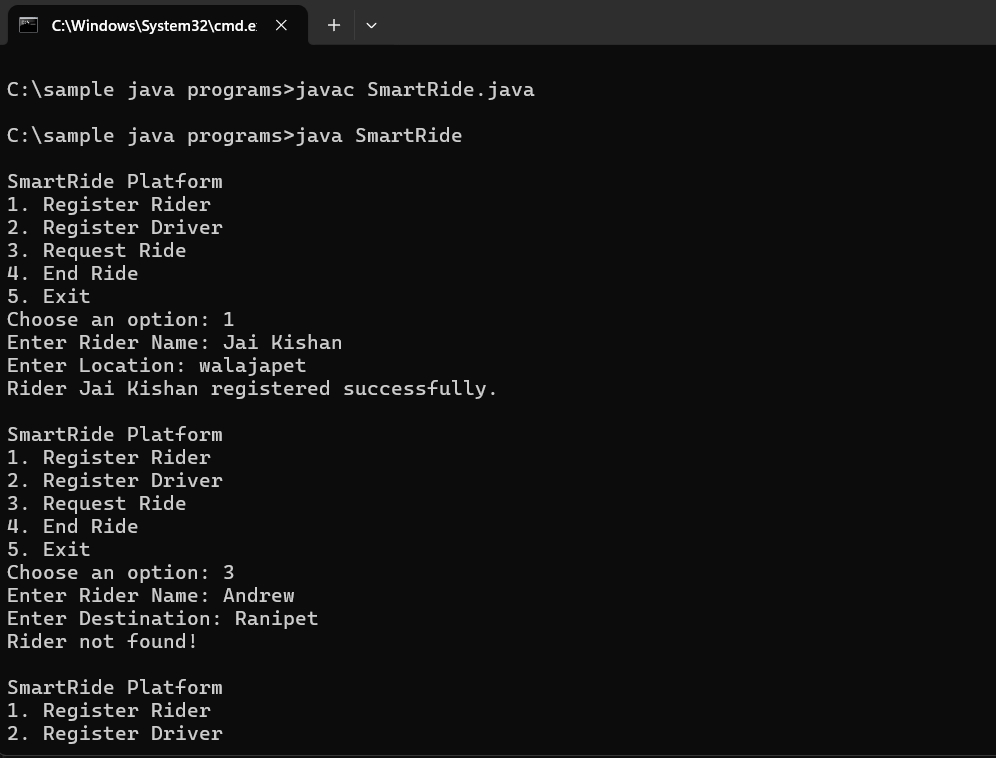 C:\Windows\System32\cmd.e
C:\sample java programs>javac SmartRide.java
C:\sample java programs>java SmartRide
SmartRide Platform
1. Register Rider
2. Register Driver
3. Request Ride
4. End Ride
5. Exit
Choose an option: 1
Enter Rider Name: Jai Kishan
Enter Location: walajapet
Rider Jai Kishan registered successfully.
SmartRide Platform
1. Register Rider
2. Register Driver
3. Request Ride
4. End Ride
5. Exit
Choose an option: 3
Enter Rider Name: Andrew
Enter Destination: Ranipet
Rider not found!
SmartRide Platform
1. Register Rider
2. Register Driver